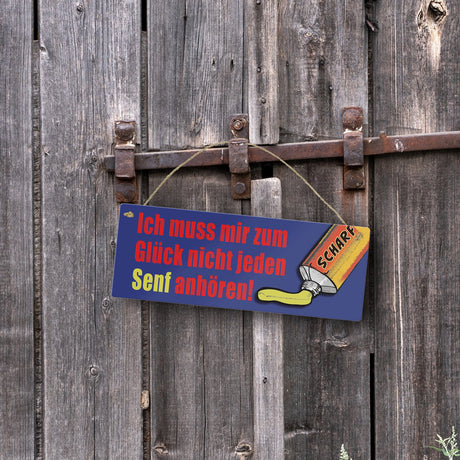 Ich muss mir zum
Glück nicht jeden
Senf anhören!
SCHARF